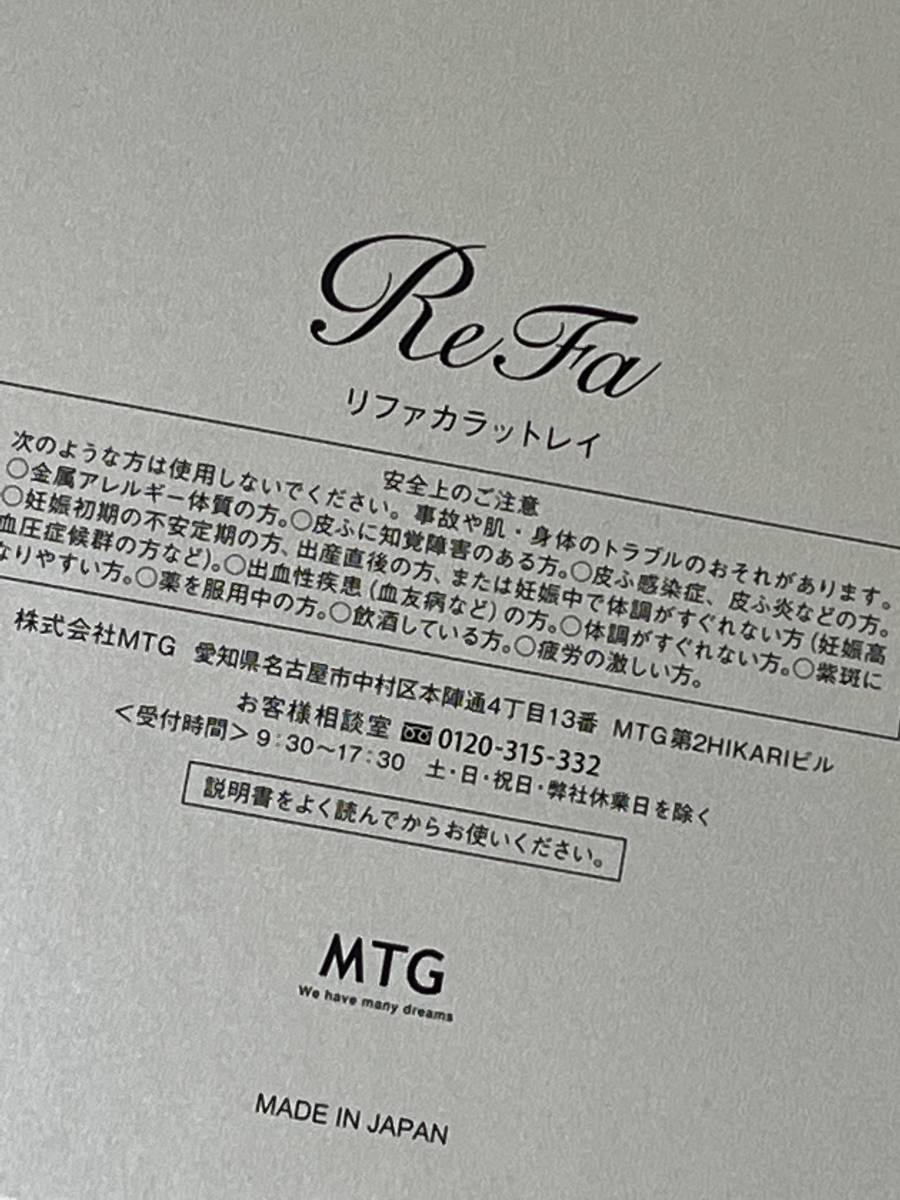 ReFa
リファカラットレイ
安全上のご注意
次のような方は使用しないでください。事故や肌・身体のトラブルのおそれがあります。
○金属アレルギー体質の方。○皮ふに知覚障害のある方。○皮ふ感染症、皮ふ炎などの方。
○妊娠初期の不安定期の方、出産直後の方、または妊娠中で体調がすぐれない方（妊娠高
血圧症候群の方など）。○出血性疾患（血友病など）の方。○体調がすぐれない方。○紫斑に
なりやすい方。○薬を服用中の方。○飲酒している方。○疲労の激しい方。
株式会社MTG 愛知県名古屋市中村区本陣通4丁目13番 MTG第2HIKARIビル
お客様相談室 0120-315-332
＜受付時間＞9:30～17:30 土・日・祝日・弊社休業日を除く
説明書をよく読んでからお使いください。
MTG
We have many dreams
MADE IN JAPAN